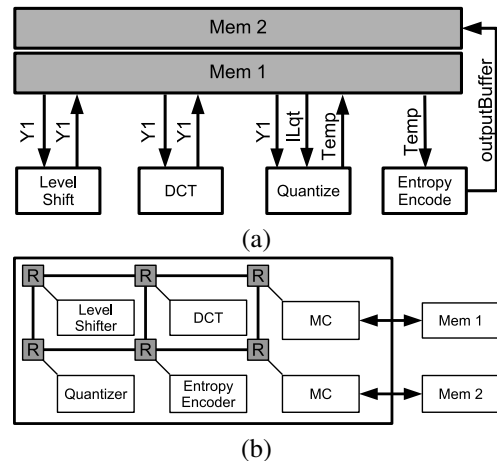 Mem 2
Mem 1
Y1
Y1
Y1
Y1
Y1
ILqt
Temp
Temp
outputBuffer
Level
Shift
DCT
Quantize
Entropy
Encode
(a)
R
R
R
Level
Shifter
DCT
MC
Mem 1
R
R
R
Quantizer
Entropy
Encoder
MC
Mem 2
(b)